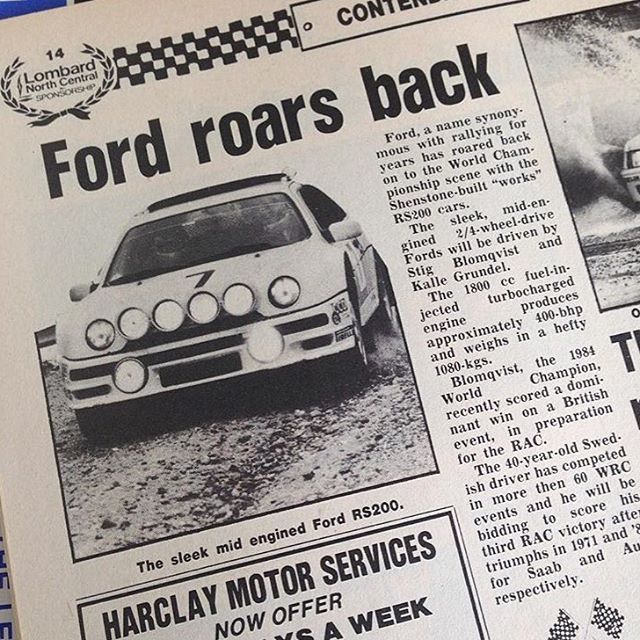 14
Lombard
North Central
SPONSORSHIP
Ford roars back
Ford, a name synony-
mous with rallying for
years has roared back
on to the World Cham-
pionship scene with the
Shenstone-built "works"
RS200 cars.
The sleek, mid-en-
gined 2/4-wheel-drive
Fords will be driven by
Stig Blomqvist and
Kalle Grundel.
The 1800 cc fuel-in-
jected turbocharged
engine produces
approximately 400-bhp
and weighs in a hefty
1080-kgs.
Blomqvist, the 1984
World Champion,
recently scored a domi-
nant win on a British
event, in preparation
for the RAC.
The 40-year-old Swed-
ish driver has competed
in more then 60 WRC
events and he will be
bidding to score his
third RAC victory after
triumphs in 1971 and
for Saab and
respectively.
7
The sleek mid engined Ford RS200.
HARCLAY MOTOR SERVICES
NOW OFFER
A WEEK